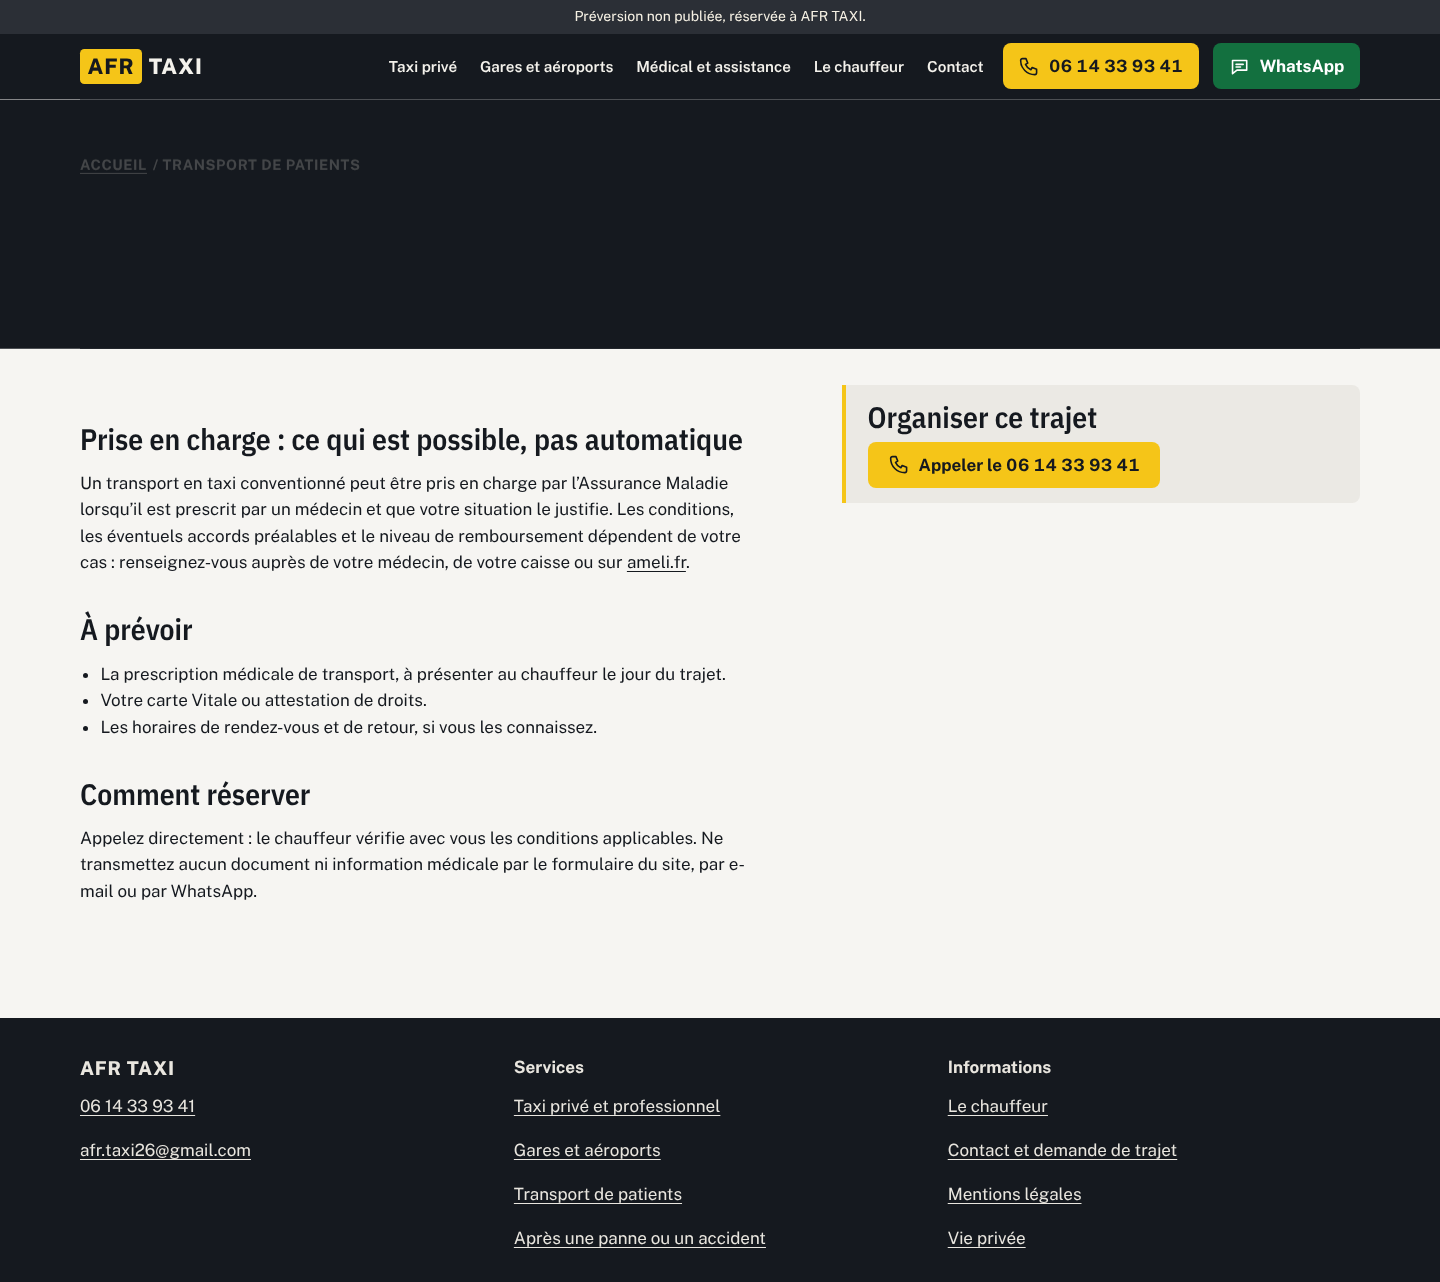 Préversion non publiée, réservée à AFR TAXI.
AFR TAXI
Taxi privé
Gares et aéroports
Médical et assistance
Le chauffeur
Contact
06 14 33 93 41
WhatsApp
ACCUEIL / TRANSPORT DE PATIENTS
Prise en charge : ce qui est possible, pas automatique
Un transport en taxi conventionné peut être pris en charge par l’Assurance Maladie
lorsqu’il est prescrit par un médecin et que votre situation le justifie. Les conditions,
les éventuels accords préalables et le niveau de remboursement dépendent de votre
cas : renseignez-vous auprès de votre médecin, de votre caisse ou sur ameli.fr.
À prévoir
• La prescription médicale de transport, à présenter au chauffeur le jour du trajet.
• Votre carte Vitale ou attestation de droits.
• Les horaires de rendez-vous et de retour, si vous les connaissez.
Comment réserver
Appelez directement : le chauffeur vérifie avec vous les conditions applicables. Ne
transmettez aucun document ni information médicale par le formulaire du site, par e-
mail ou par WhatsApp.
Organiser ce trajet
Appeler le 06 14 33 93 41
AFR TAXI
06 14 33 93 41
afr.taxi26@gmail.com
Services
Taxi privé et professionnel
Gares et aéroports
Transport de patients
Après une panne ou un accident
Informations
Le chauffeur
Contact et demande de trajet
Mentions légales
Vie privée